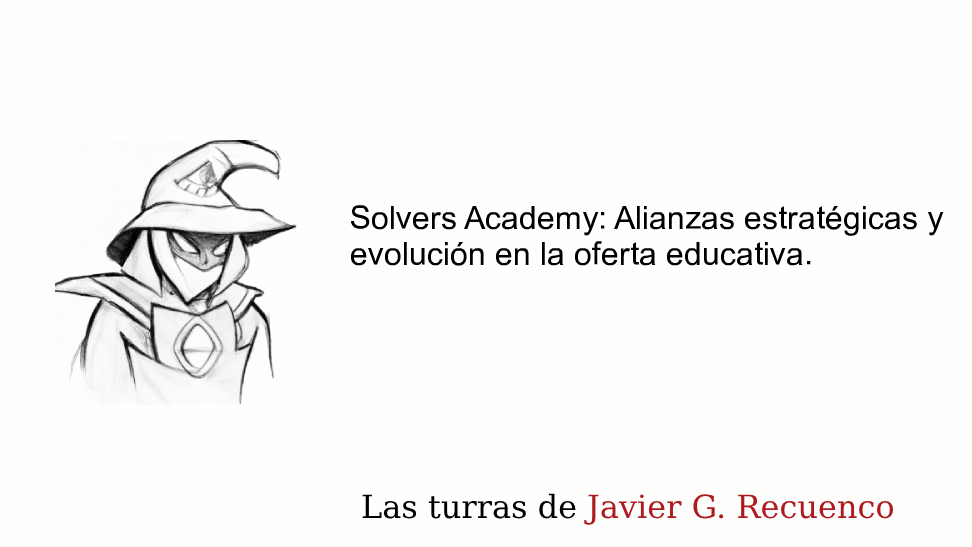 Solvers Academy: Alianzas estratégicas y
evolución en la oferta educativa.
Las turras de Javier G. Recuenco